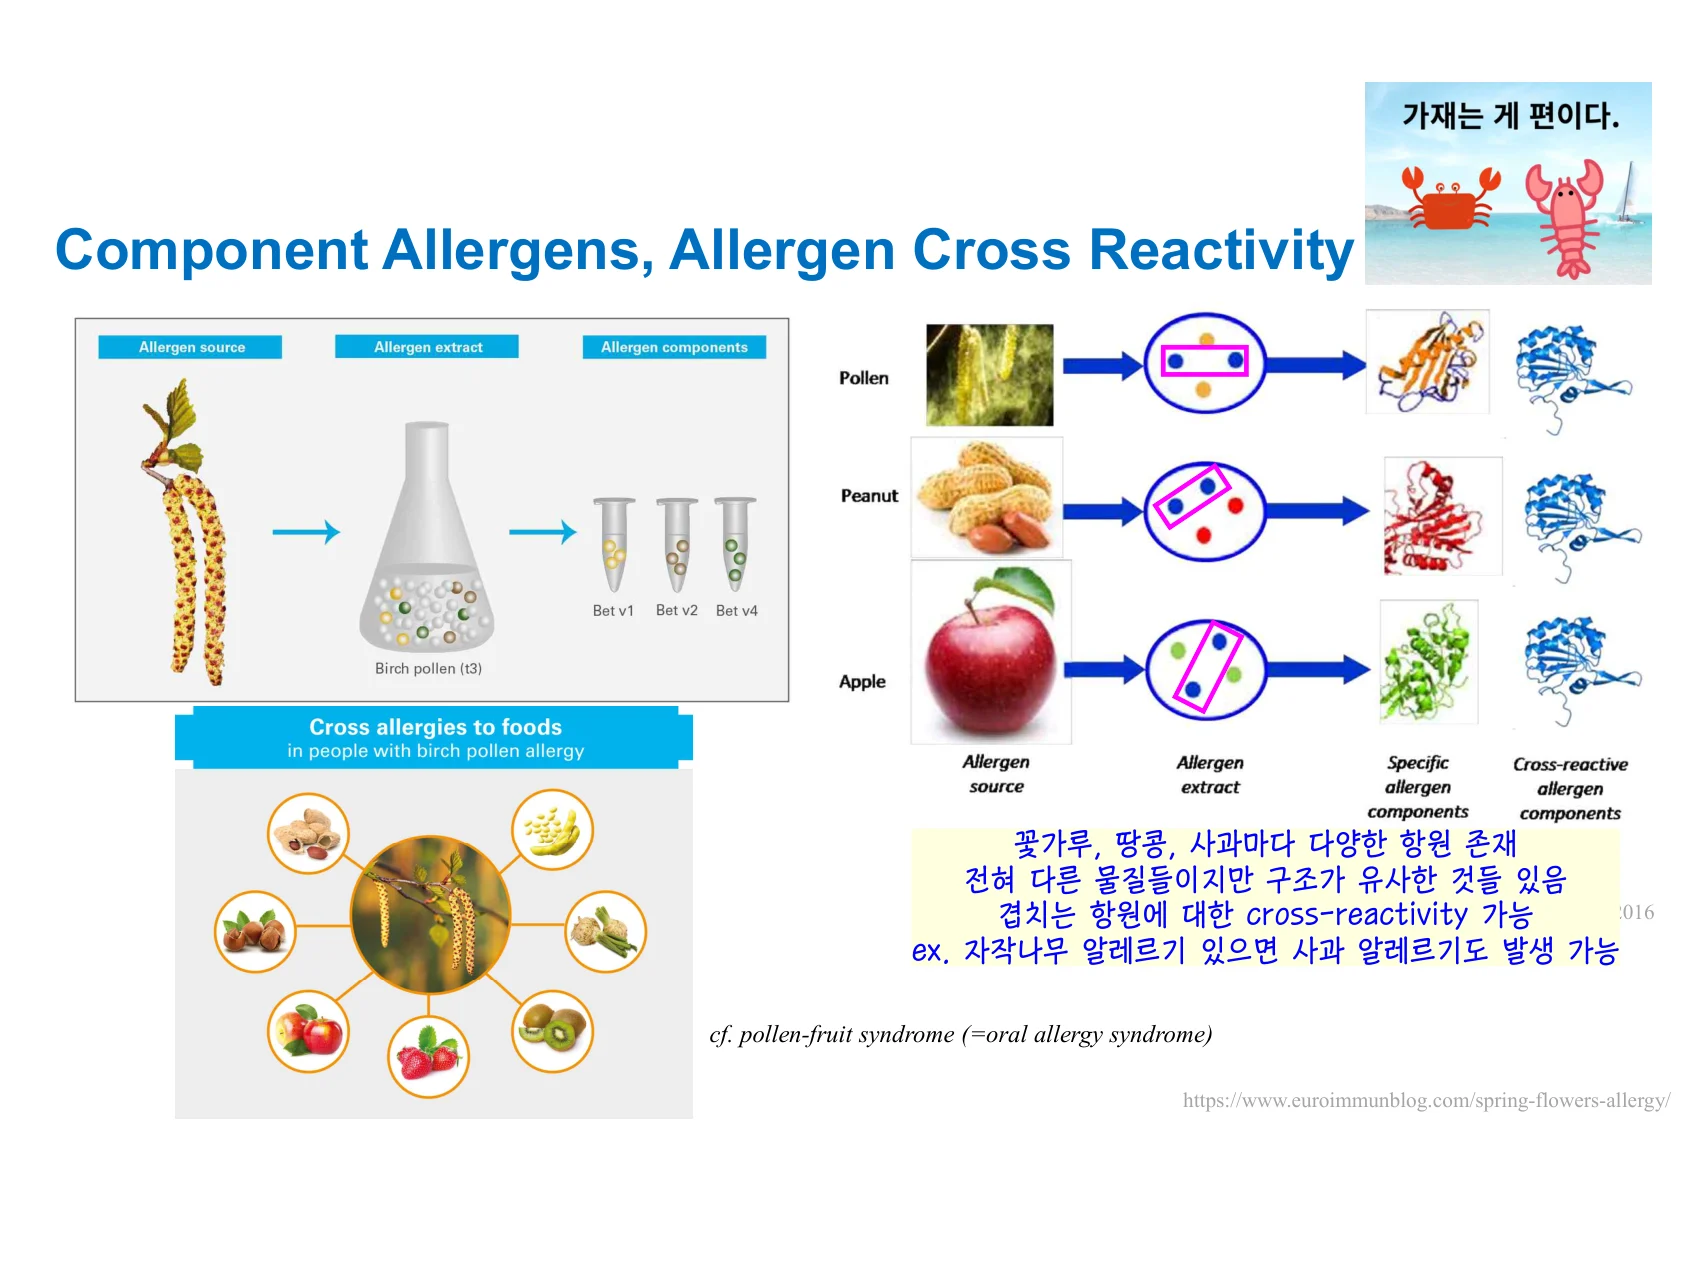 가재는 게 편이다.
Component Allergens, Allergen Cross Reactivity
Allergen source
Allergen extract
Allergen components
Bet v1
Bet v2
Bet v4
Birch pollen (t3)
Cross allergies to foods
in people with birch pollen allergy
Pollen
Peanut
Apple
Allergen
source
Allergen
extract
Specific
allergen
components
Cross-reactive
allergen
components
꽃가루, 땅콩, 사과마다 다양한 항원 존재
전혀 다른 물질들이지만 구조가 유사한 것들 있음
겹치는 항원에 대한 cross-reactivity 가능
ex. 자작나무 알레르기 있으면 사과 알레르기도 발생 가능
2016
cf. pollen-fruit syndrome (=oral allergy syndrome)
https://www.euroimmunblog.com/spring-flowers-allergy/